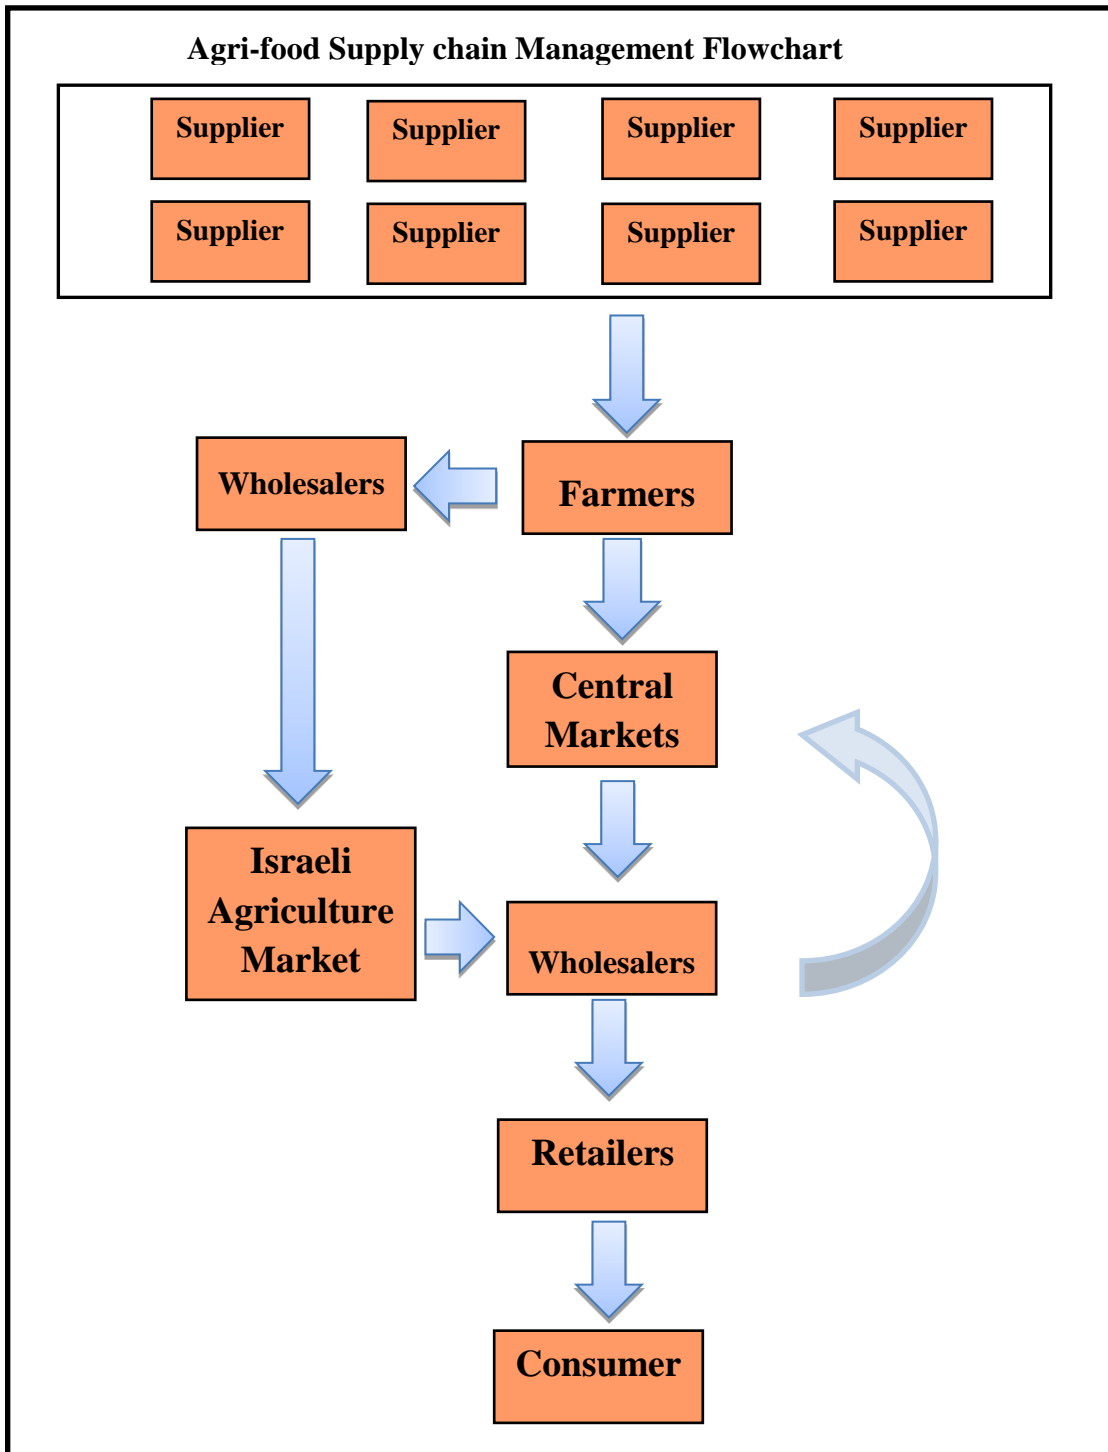 Agri-food Supply chain Management Flowchart
Supplier
Supplier
Supplier
Supplier
Supplier
Supplier
Supplier
Supplier
Wholesalers
Farmers
Central
Markets
Israeli
Agriculture
Market
Wholesalers
Retailers
Consumer